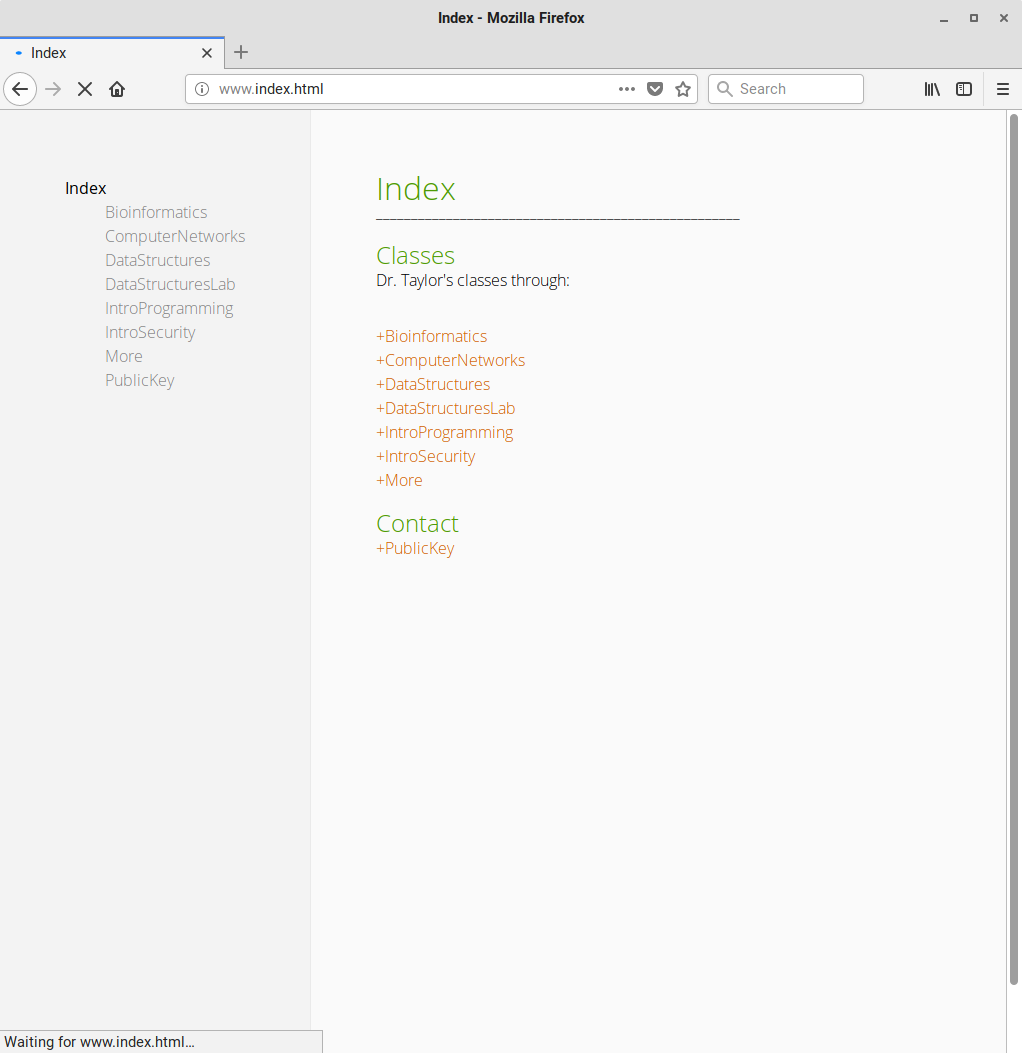 Index - Mozilla Firefox
Index
www.index.html
Search
Index
Bioinformatics
ComputerNetworks
DataStructures
DataStructuresLab
IntroProgramming
IntroSecurity
More
PublicKey
Index
Classes
Dr. Taylor's classes through:
+Bioinformatics
+ComputerNetworks
+DataStructures
+DataStructuresLab
+IntroProgramming
+IntroSecurity
+More
Contact
+PublicKey
Waiting for www.index.html…